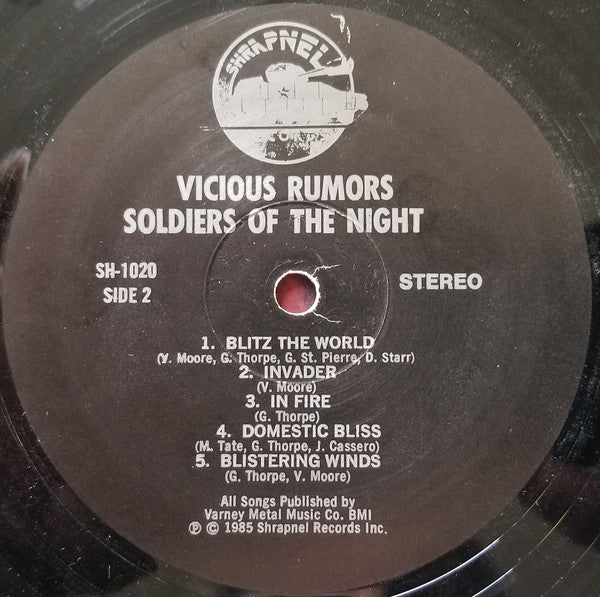 SHRAPNEL
VICIOUS RUMORS
SOLDIERS OF THE NIGHT
SH-1020
SIDE 2
STEREO
1. BLITZ THE WORLD
(V. Moore, G. Thorpe, G. St. Pierre, D. Starr)
2. INVADER
(V. Moore)
3. IN FIRE
(G. Thorpe)
4. DOMESTIC BLISS
(M. Tate, G. Thorpe, J. Cassero)
5. BLISTERING WINDS
(G. Thorpe, V. Moore)
All Songs Published by
Varney Metal Music Co. BMI
℗ © 1985 Shrapnel Records Inc.